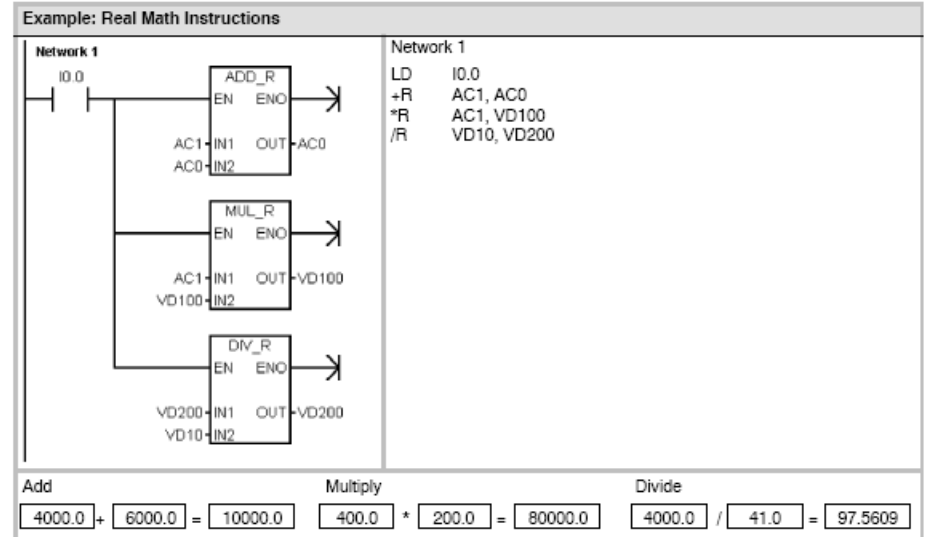 Example: Real Math Instructions
Network 1
I0.0
ADD_R
EN ENO
AC1 IN1 OUT AC0
AC0 IN2
MUL_R
EN ENO
AC1 IN1 OUT VD100
VD100 IN2
DIV_R
EN ENO
VD200 IN1 OUT VD200
VD10 IN2
Network 1
LD I0.0
+R AC1, AC0
*R AC1, VD100
/R VD10, VD200
Add
4000.0 + 6000.0 = 10000.0
Multiply
400.0 * 200.0 = 80000.0
Divide
4000.0 / 41.0 = 97.5609